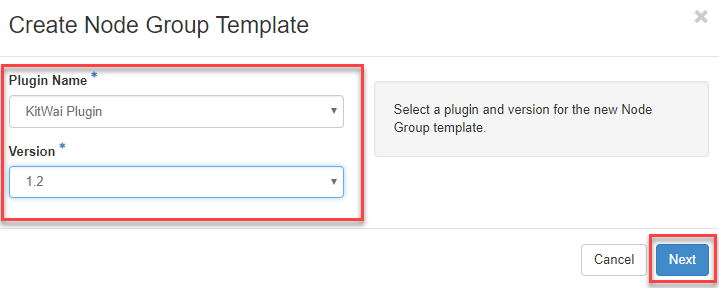 Create Node Group Template
Plugin Name *
KitWai Plugin
Version *
1.2
Select a plugin and version for the new Node
Group template.
Cancel
Next